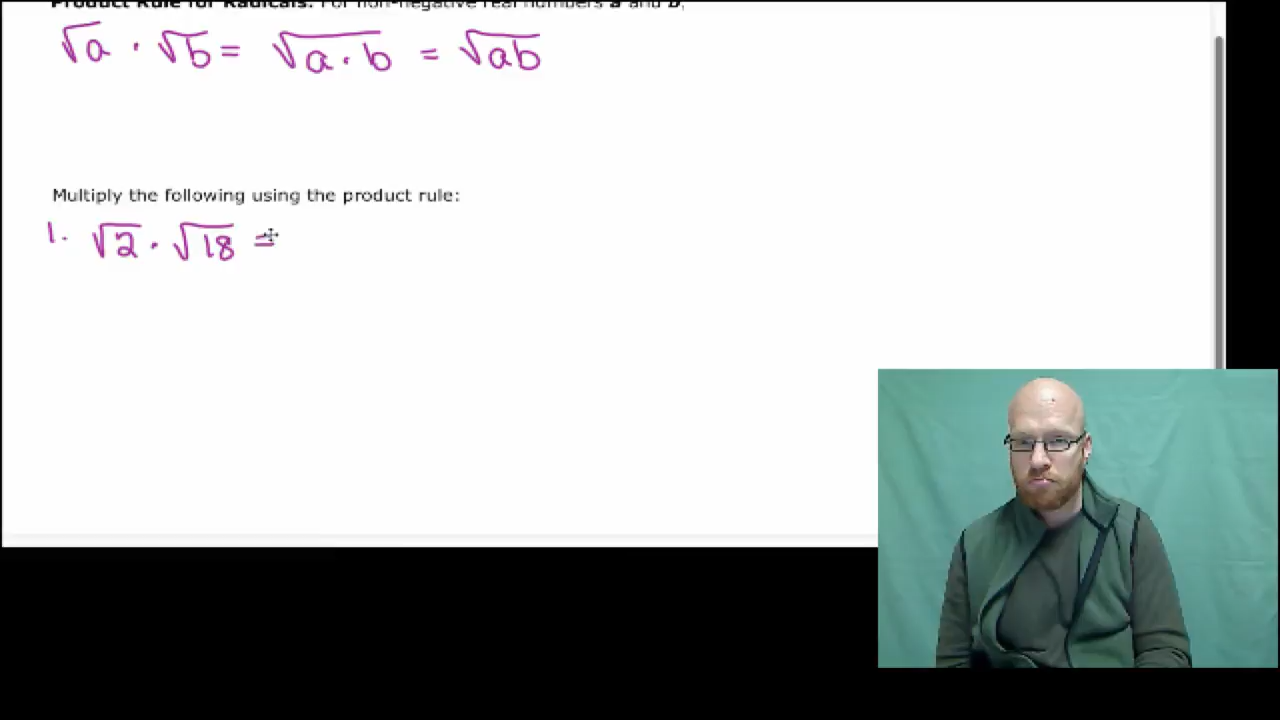 Product Rule for Radicals: For non-negative real numbers a and b,
√a · √b = √a · b = √ab
Multiply the following using the product rule:
1. √2 · √18 =